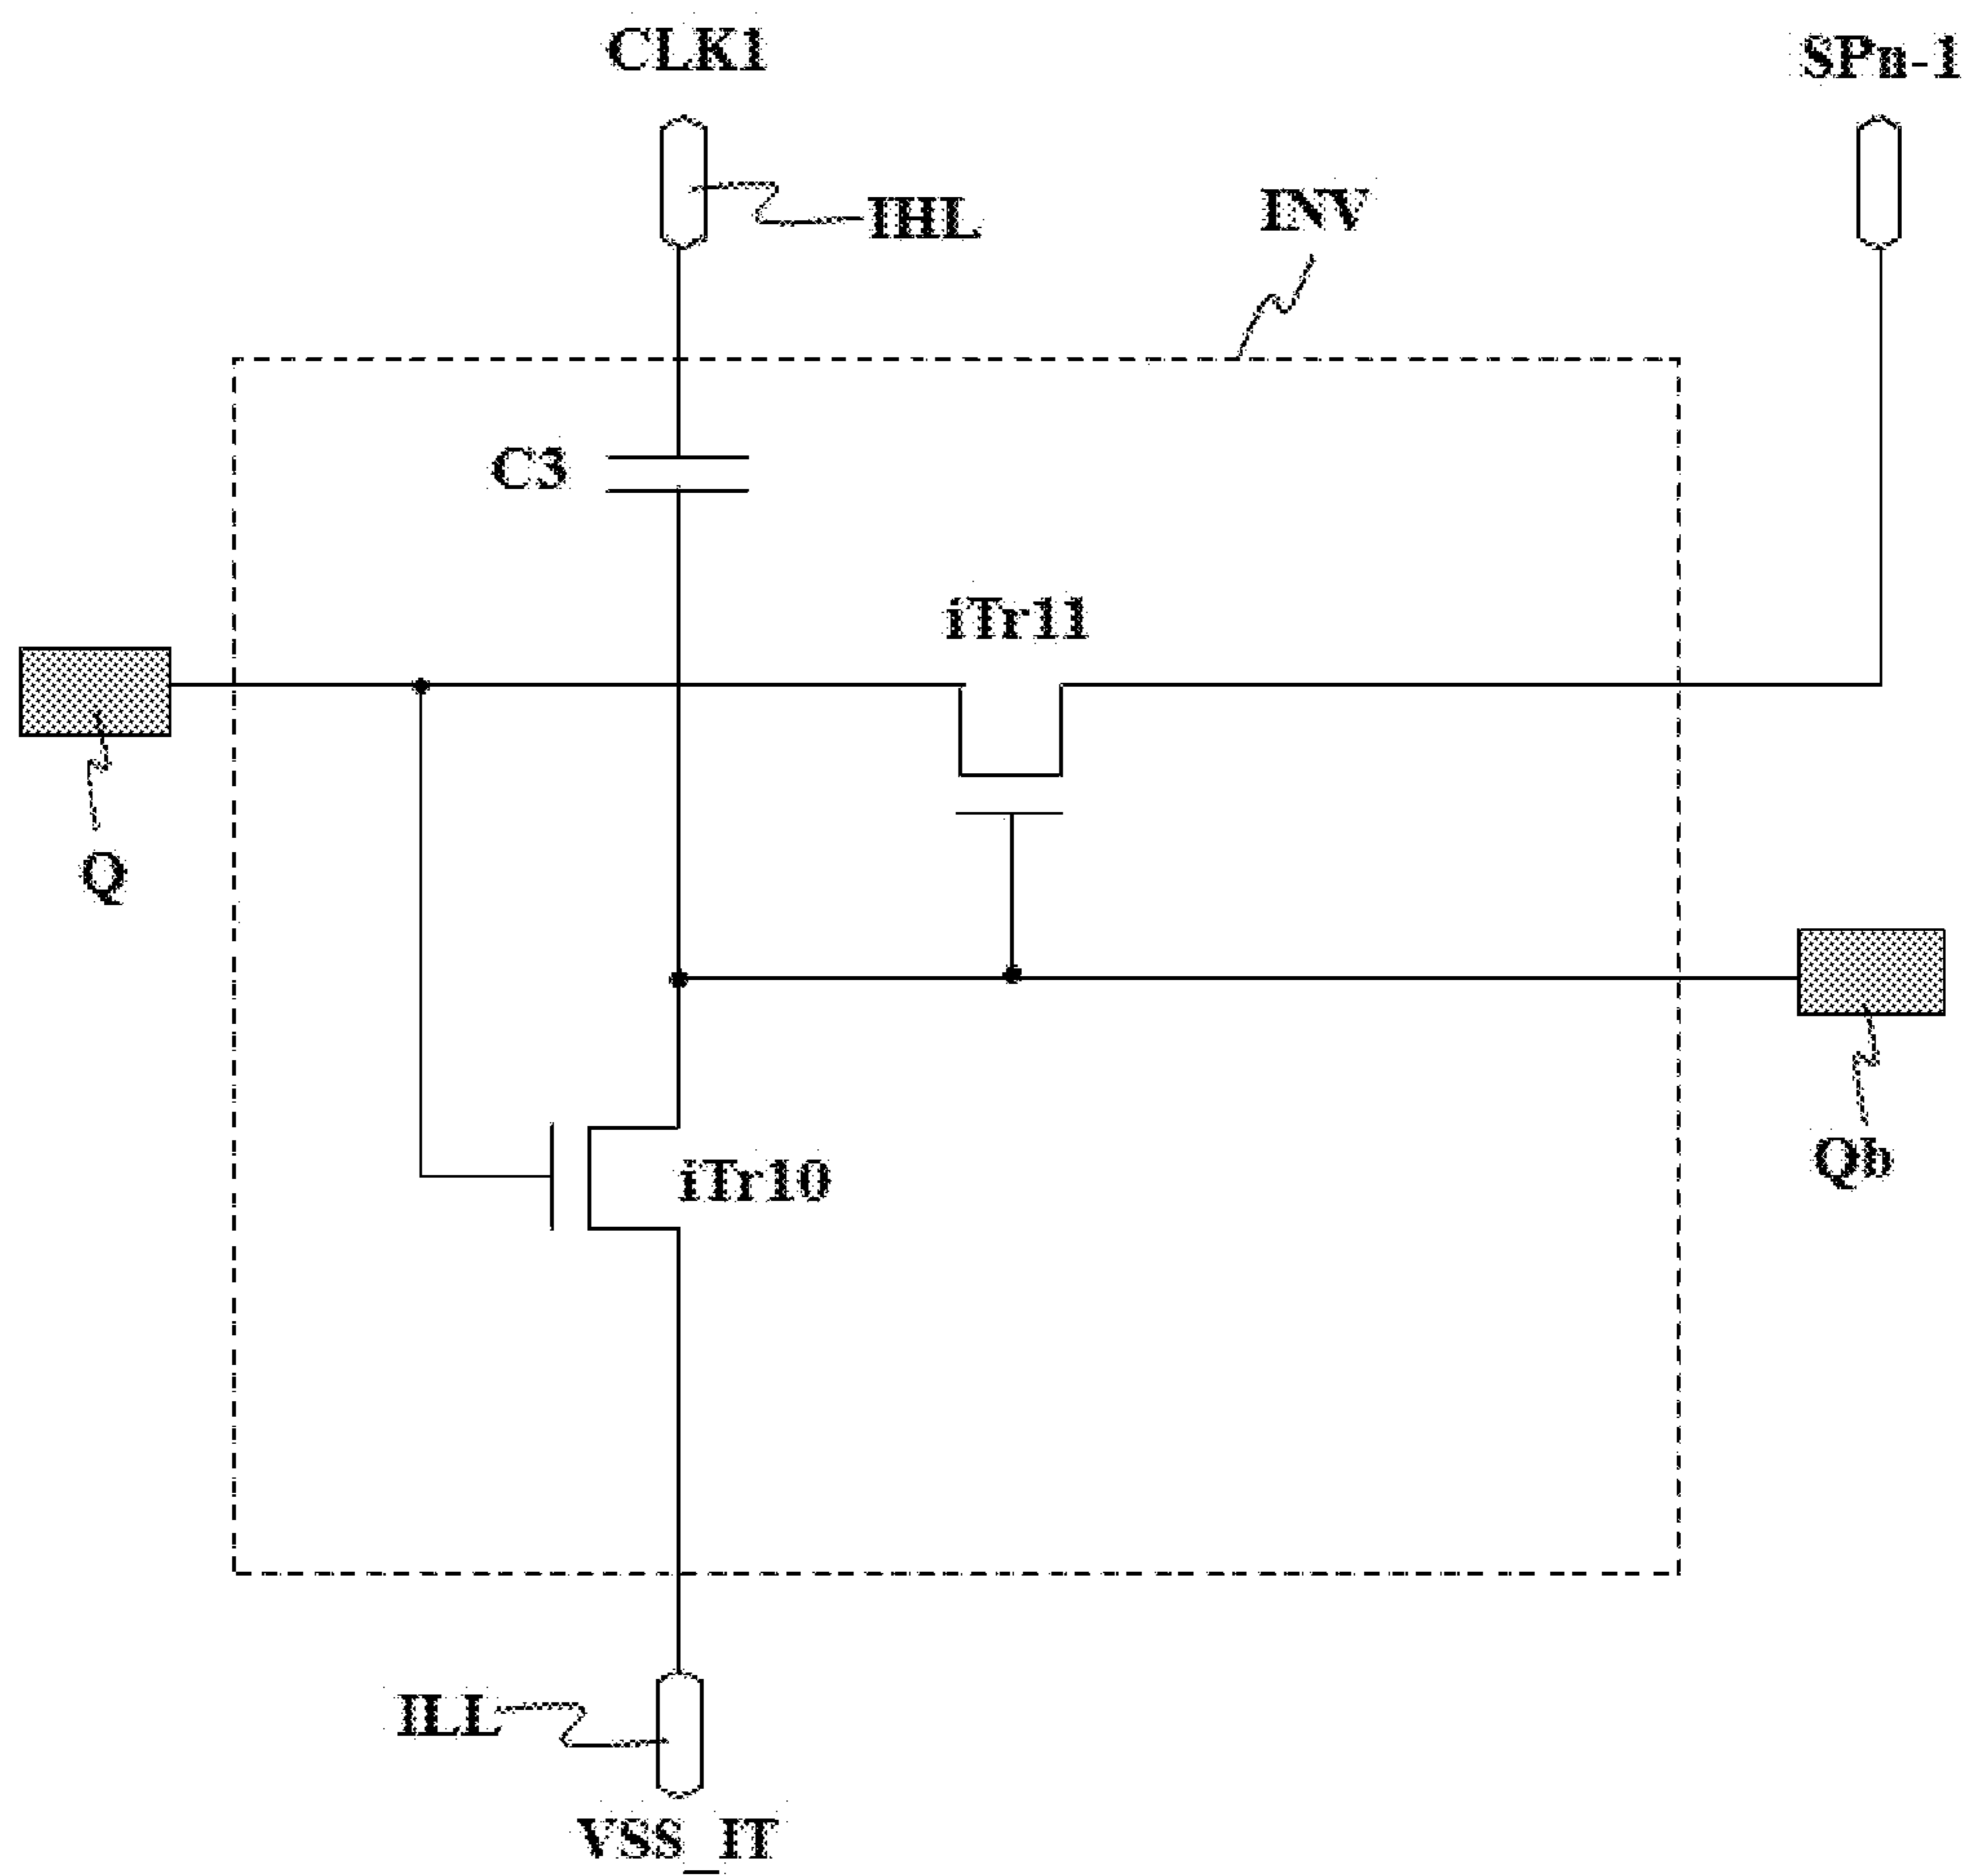 CLK1
SPn-1
IHL
INV
C3
iTr11
Q
Qb
iTr10
ILL
VSS_IT